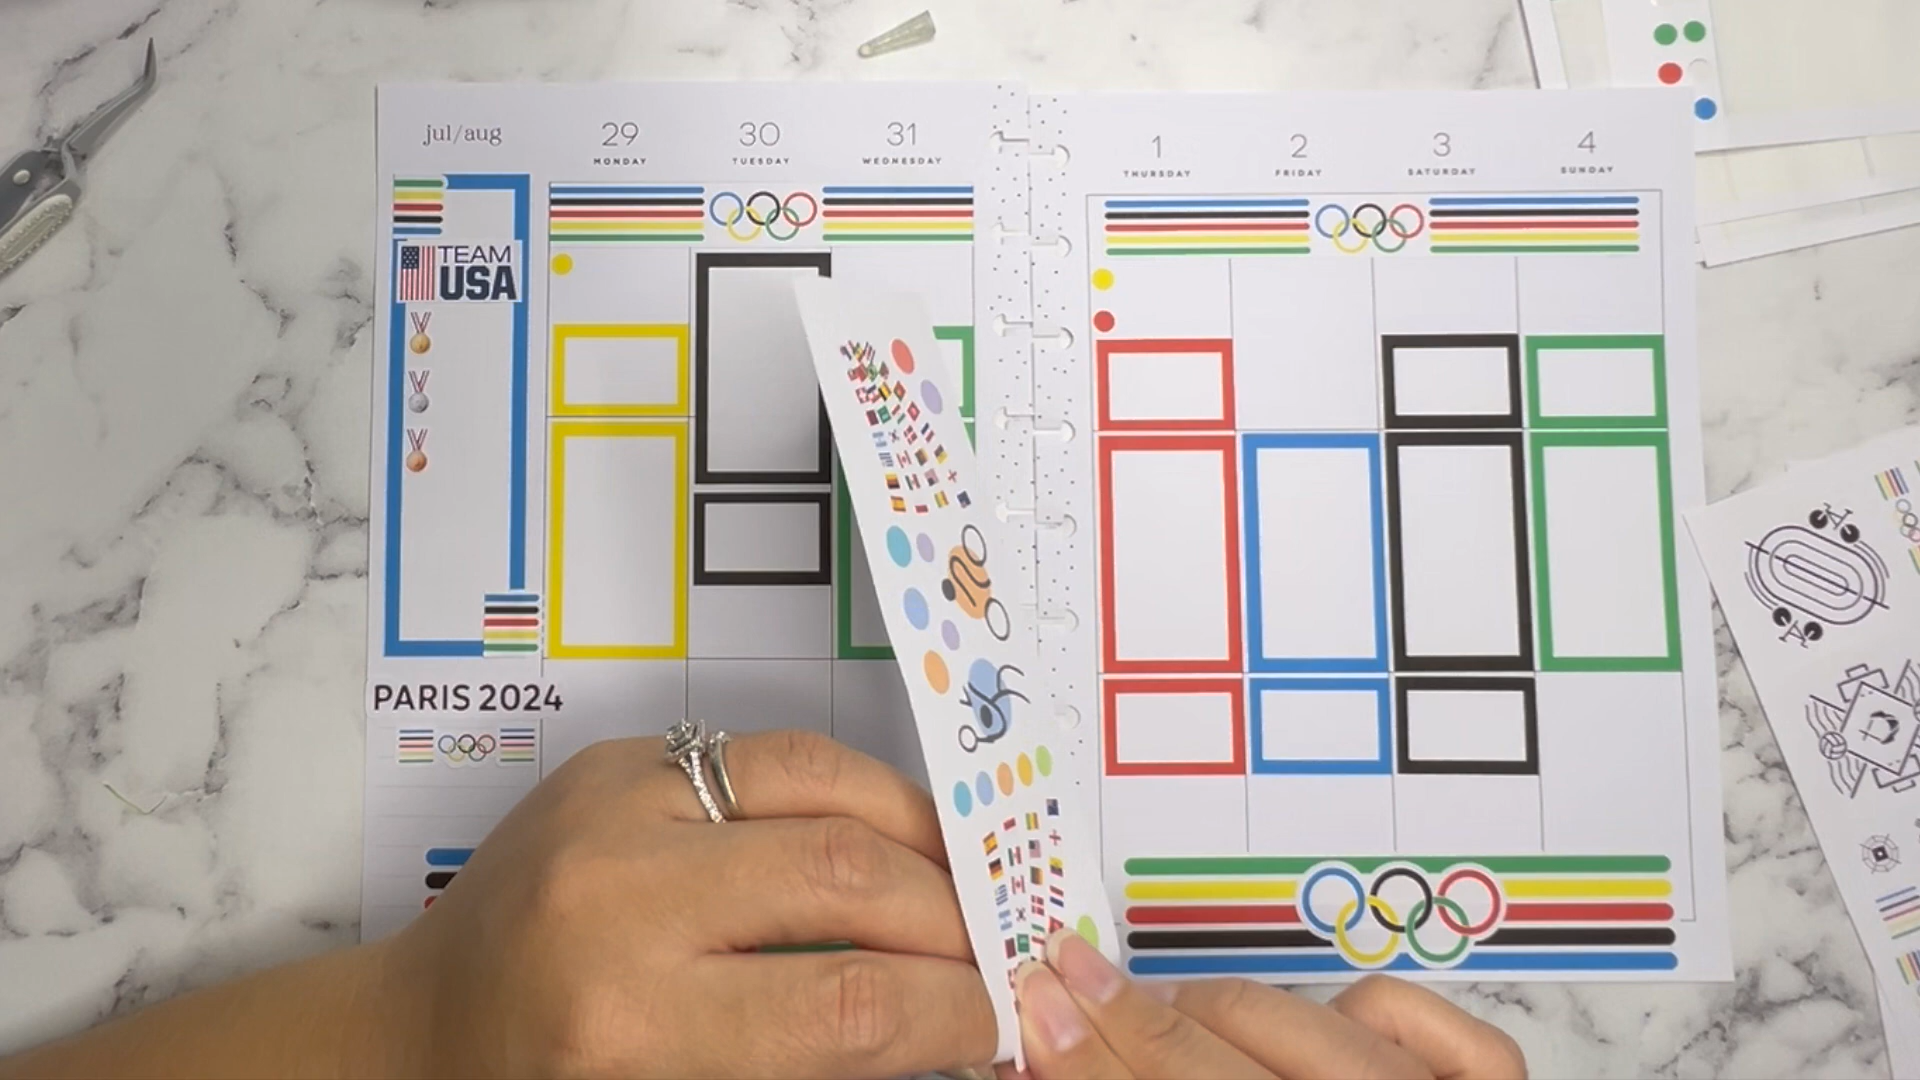 jul/aug
29
MONDAY
30
TUESDAY
31
WEDNESDAY
1
THURSDAY
2
FRIDAY
3
SATURDAY
4
SUNDAY
TEAM
USA
PARIS 2024